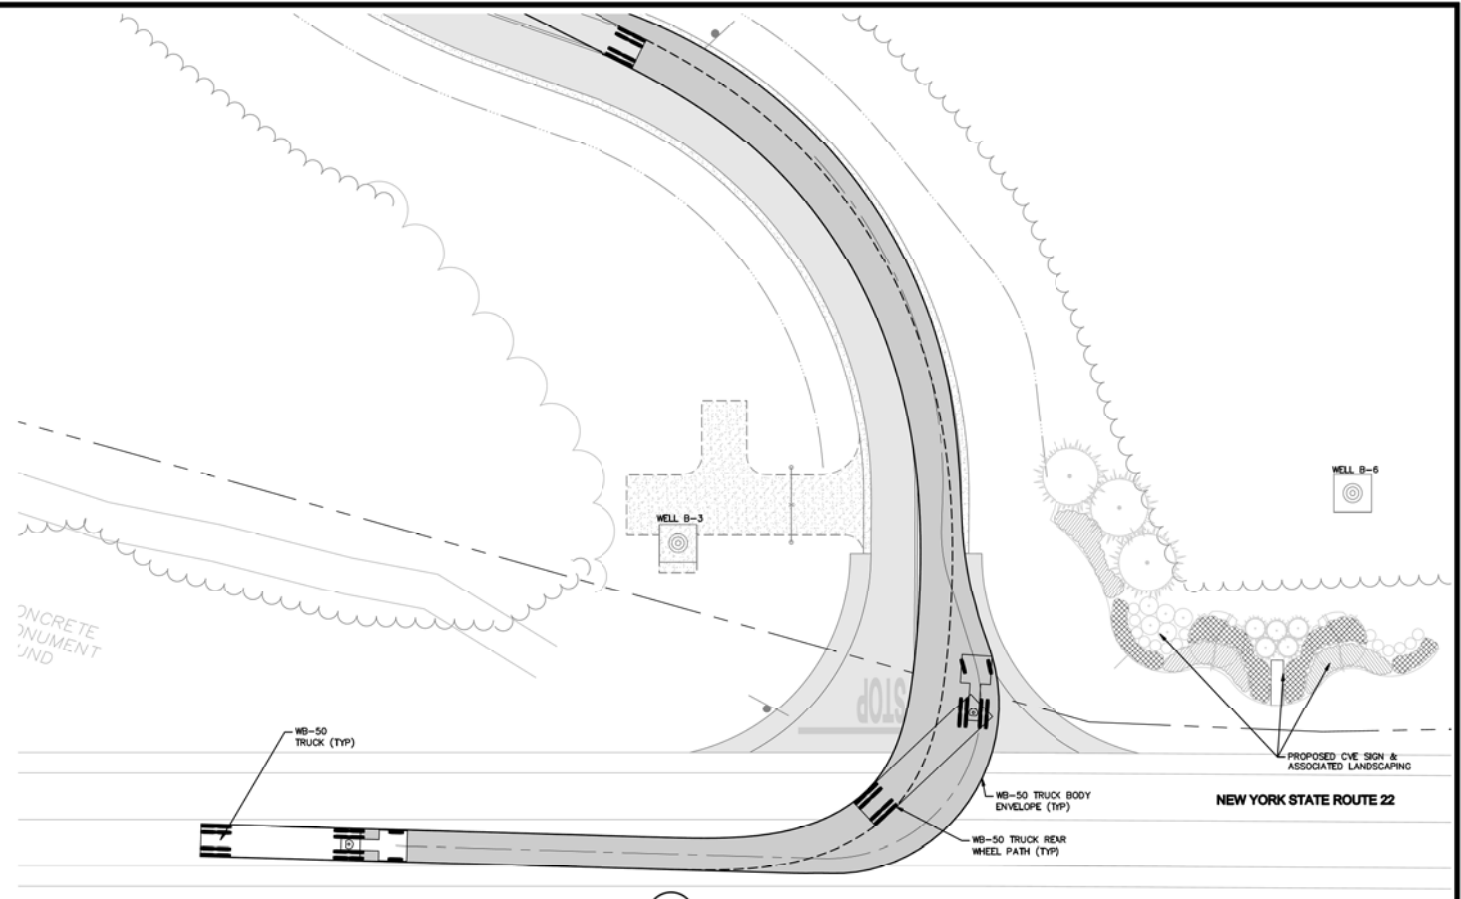 WELL B-6
WELL B-3
ONCRETE
ONUMENT
UND
STOP
WB-50
TRUCK (TYP)
PROPOSED CVE SIGN &
ASSOCIATED LANDSCAPING
WB-50 TRUCK BODY
ENVELOPE (TYP)
NEW YORK STATE ROUTE 22
WB-50 TRUCK REAR
WHEEL PATH (TYP)